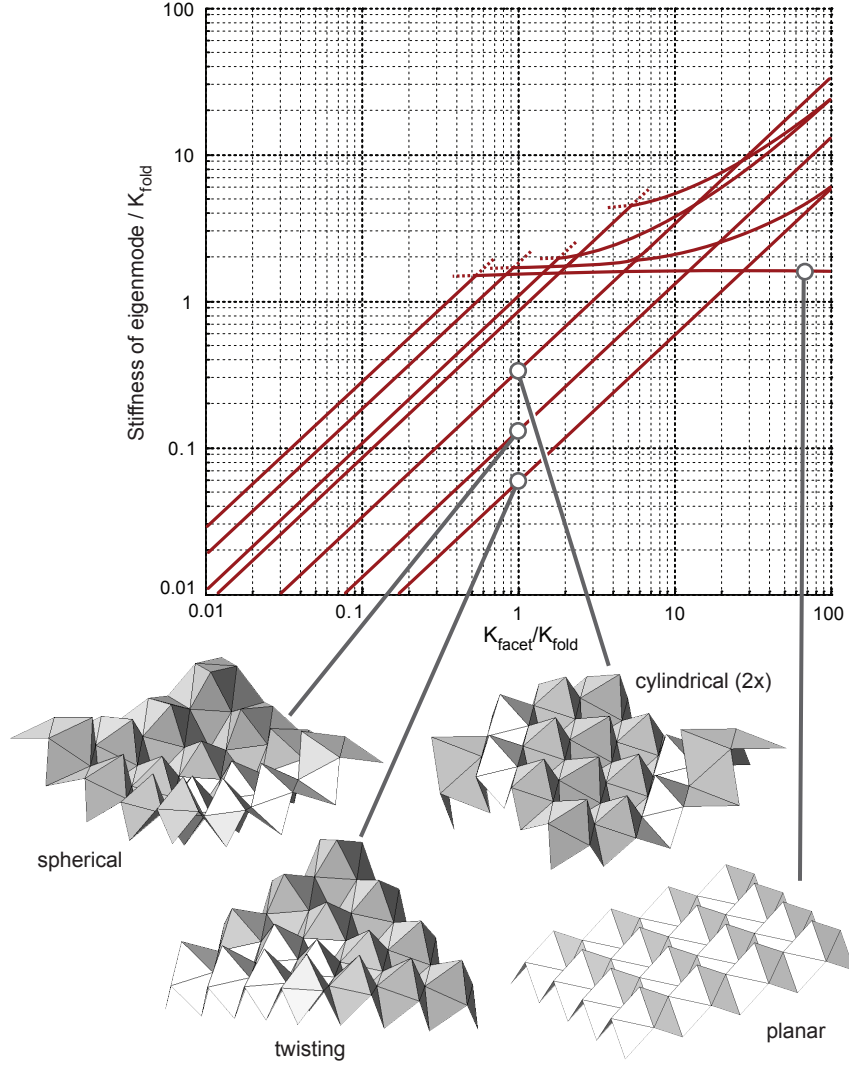 100
10
1
0.1
0.01
Stiffness of eigenmode / K_fold
0.01
0.1
1
10
100
K_facet/K_fold
cylindrical (2x)
spherical
twisting
planar